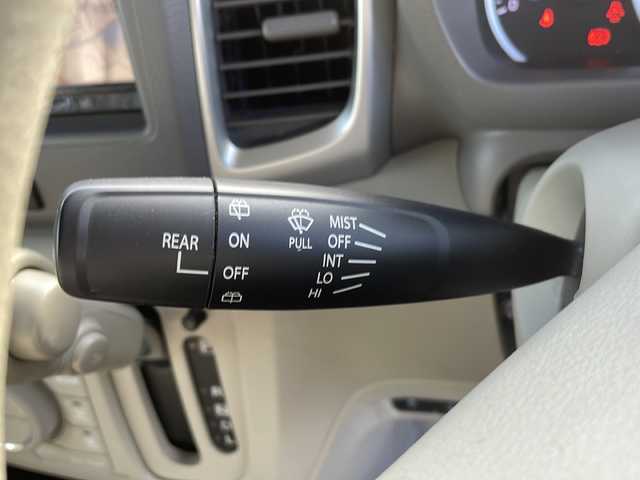 REAR
ON
OFF
PULL
MIST
OFF
INT
LO
HI